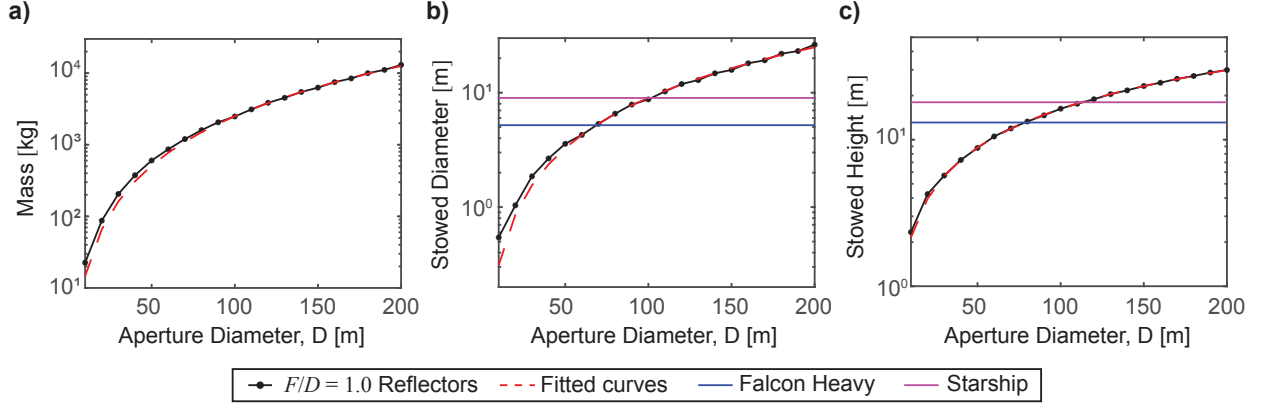 a)
b)
c)
Mass [kg]
10^4
10^3
10^2
10^1
50
100
150
200
Aperture Diameter, D [m]
Stowed Diameter [m]
10^1
10^0
50
100
150
200
Aperture Diameter, D [m]
Stowed Height [m]
10^1
10^0
50
100
150
200
Aperture Diameter, D [m]
F/D = 1.0 Reflectors
Fitted curves
Falcon Heavy
Starship